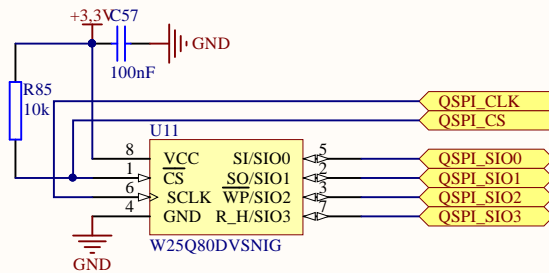 +3.3V
C57
GND
100nF
R85
10k
QSPI_CLK
QSPI_CS
U11
8
VCC
SI/SIO0
5
QSPI_SIO0
1
CS
SO/SIO1
2
QSPI_SIO1
6
SCLK
WP/SIO2
3
QSPI_SIO2
4
GND
R_H/SIO3
7
QSPI_SIO3
W25Q80DVSNIG
GND